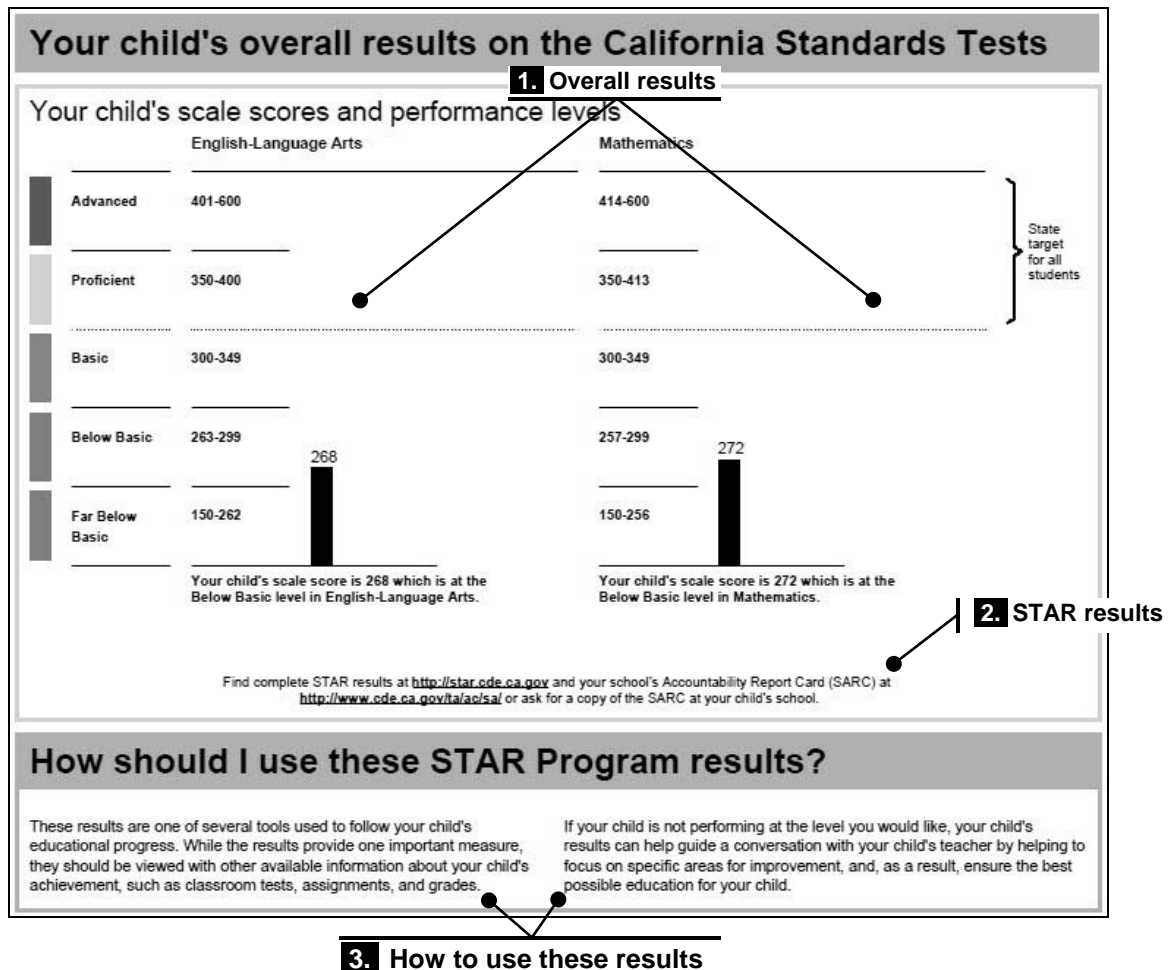 Your child's overall results on the California Standards Tests
1. Overall results
Your child's scale scores and performance levels
English-Language Arts Mathematics
Advanced 401-600 414-600
State
target
for all
students
Proficient 350-400 350-413
Basic 300-349 300-349
Below Basic 263-299 257-299
268 272
Far Below
Basic
150-262 150-256
Your child's scale score is 268 which is at the
Below Basic level in English-Language Arts.
Your child's scale score is 272 which is at the
Below Basic level in Mathematics.
2. STAR results
Find complete STAR results at http://star.cde.ca.gov and your school's Accountability Report Card (SARC) at
http://www.cde.ca.gov/ta/ac/sa/ or ask for a copy of the SARC at your child's school.
How should I use these STAR Program results?
These results are one of several tools used to follow your child's
educational progress. While the results provide one important measure,
they should be viewed with other available information about your child's
achievement, such as classroom tests, assignments, and grades.
If your child is not performing at the level you would like, your child's
results can help guide a conversation with your child's teacher by helping to
focus on specific areas for improvement, and, as a result, ensure the best
possible education for your child.
3. How to use these results